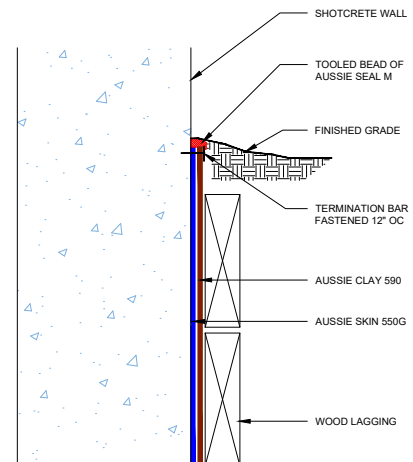 SHOTCRETE WALL
TOOLED BEAD OF
AUSSIE SEAL M
FINISHED GRADE
TERMINATION BAR
FASTENED 12" OC
AUSSIE CLAY 590
AUSSIE SKIN 550G
WOOD LAGGING